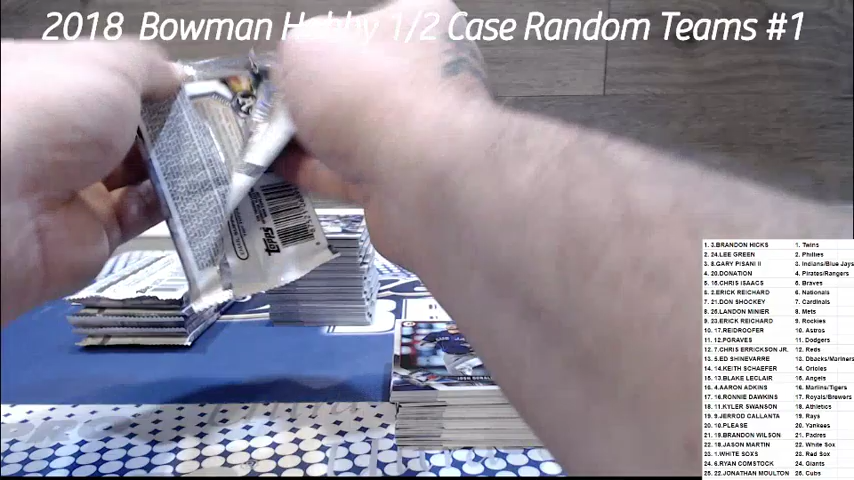 2018 Bowman Hobby 1/2 Case Random Teams #1
Topps
1. 3.BRANDON HICKS 1. Twins
2. 24.LEE GREEN 2. Phillies
3. 8.GARY PISANI II 3. Indians/Blue Jays
4. 20.DONATION 4. Pirates/Rangers
5. 15.CHRIS ISAACS 5. Braves
6. 2.ERICK REICHARD 6. Nationals
7. 21.DON SHOCKEY 7. Cardinals
8. 25.LANDON MINIER 8. Mets
9. 23.ERICK REICHARD 9. Rockies
10. 17.REIDROOFER 10. Astros
11. 12.PGRAVES 11. Dodgers
12. 7.CHRIS ERRICKSON JR. 12. Reds
13. 5.ED SHINEVARRE 13. Dbacks/Mariners
14. 14.KEITH SCHAEFER 14. Orioles
15. 13.BLAKE LECLAIR 15. Angels
16. 4.AARON ADKINS 16. Marlins/Tigers
17. 16.RONNIE DAWKINS 17. Royals/Brewers
18. 11.KYLER SWANSON 18. Athletics
19. 9.JERROD CALLANTA 19. Rays
20. 10.PLEASE 20. Yankees
21. 19.BRANDON WILSON 21. Padres
22. 18.JASON MARTIN 22. White Sox
23. 1.WHITE SOXS 23. Red Sox
24. 6.RYAN COMSTOCK 24. Giants
25. 22.JONATHAN MOULTON 25. Cubs